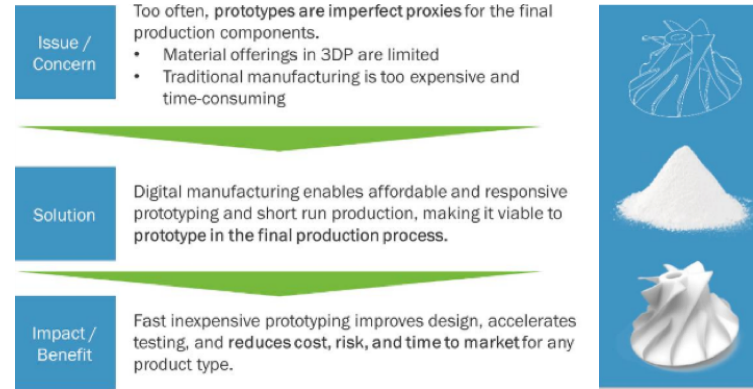 Issue /
Concern
Too often, prototypes are imperfect proxies for the final
production components.
• Material offerings in 3DP are limited
• Traditional manufacturing is too expensive and
time-consuming
Solution
Digital manufacturing enables affordable and responsive
prototyping and short run production, making it viable to
prototype in the final production process.
Impact /
Benefit
Fast inexpensive prototyping improves design, accelerates
testing, and reduces cost, risk, and time to market for any
product type.